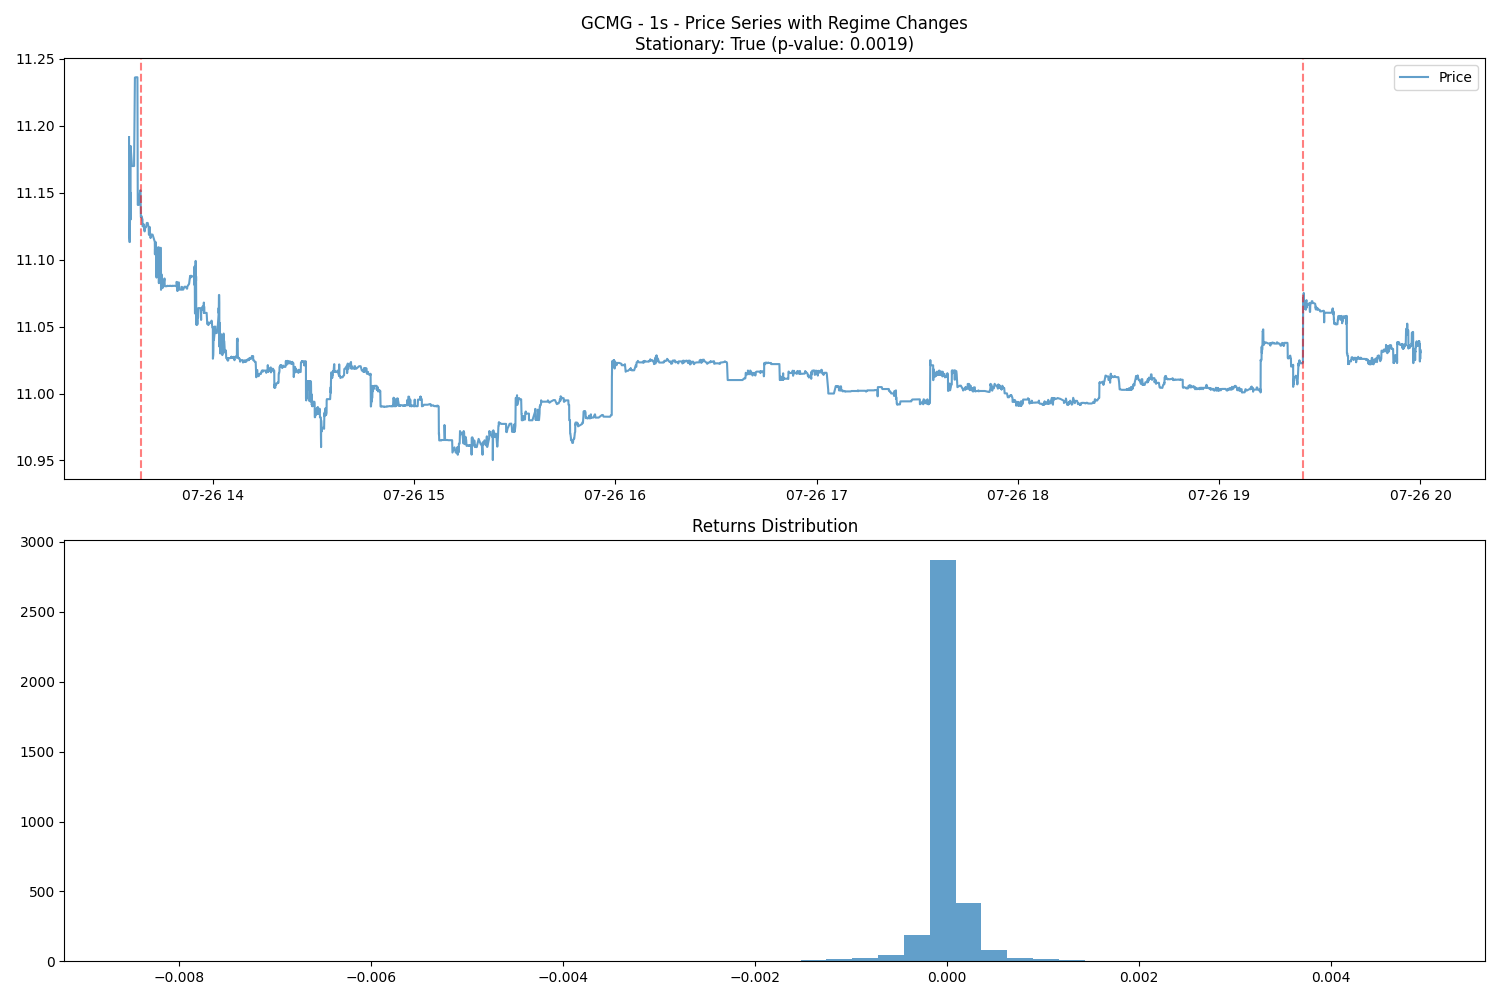 GCMG - 1s - Price Series with Regime Changes
Stationary: True (p-value: 0.0019)
Price
11.25
11.20
11.15
11.10
11.05
11.00
10.95
07-26 14 07-26 15 07-26 16 07-26 17 07-26 18 07-26 19 07-26 20
Returns Distribution
3000
2500
2000
1500
1000
500
0
−0.008 −0.006 −0.004 −0.002 0.000 0.002 0.004